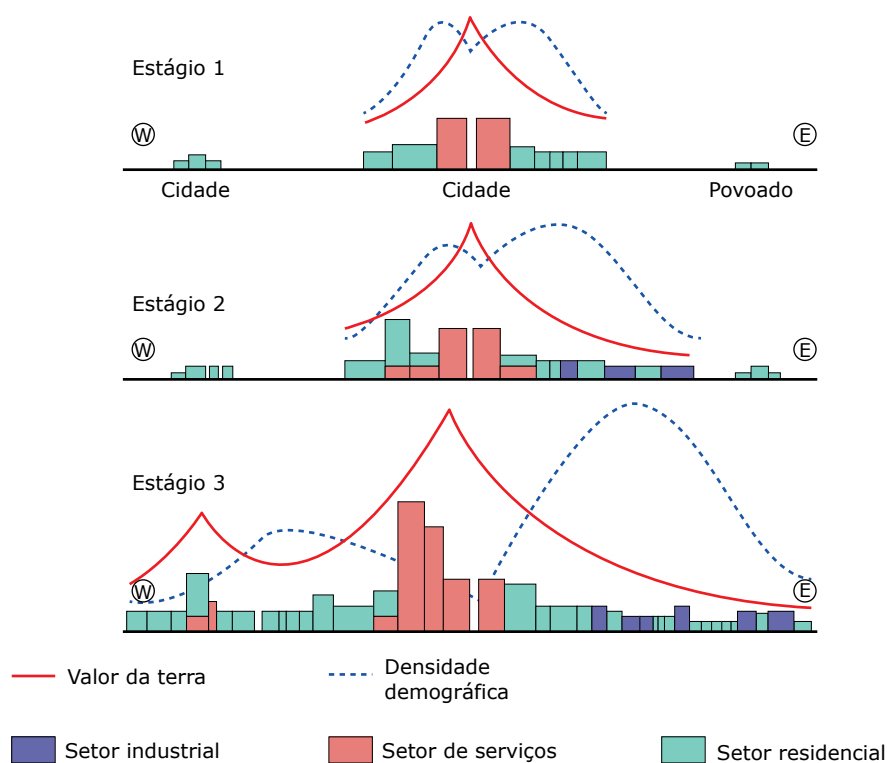 Estágio 1
W
E
Cidade
Cidade
Povoado
Estágio 2
W
E
Estágio 3
W
E
Valor da terra
Densidade
demográfica
Setor industrial
Setor de serviços
Setor residencial